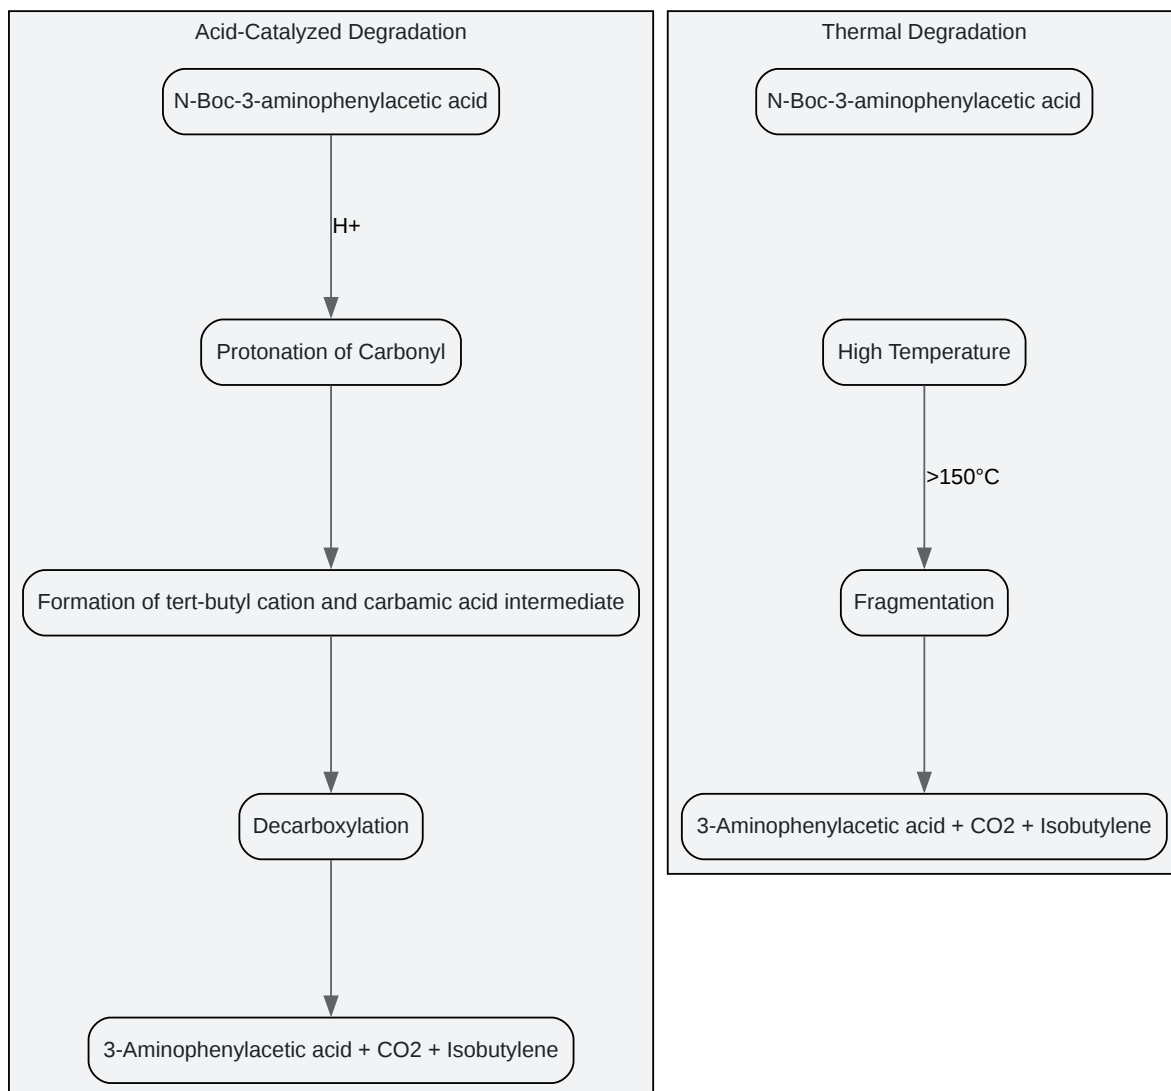 Acid-Catalyzed Degradation
N-Boc-3-aminophenylacetic acid
H+
Protonation of Carbonyl
Formation of tert-butyl cation and carbamic acid intermediate
Decarboxylation
3-Aminophenylacetic acid + CO2 + Isobutylene
Thermal Degradation
N-Boc-3-aminophenylacetic acid
High Temperature
>150°C
Fragmentation
3-Aminophenylacetic acid + CO2 + Isobutylene